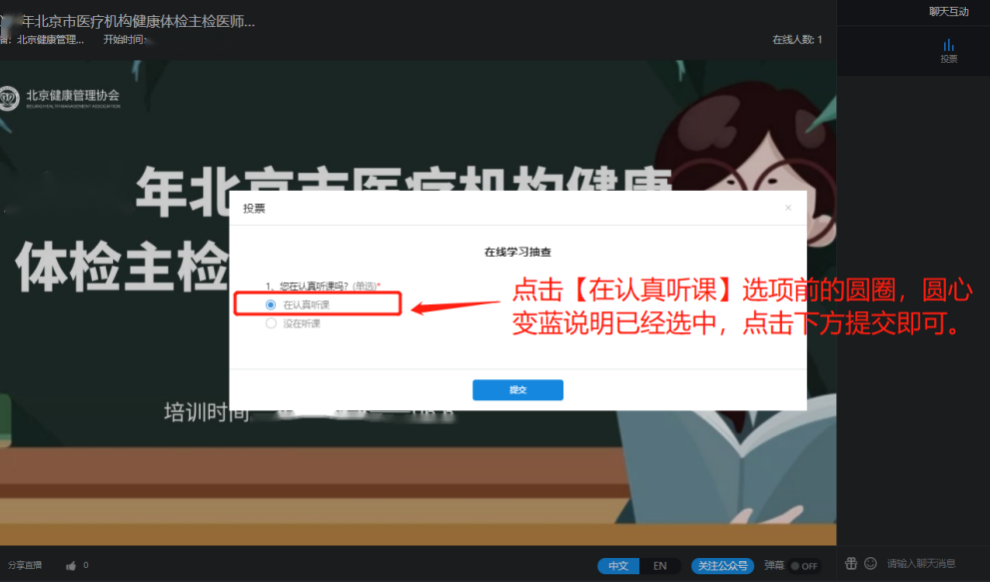 年北京市医疗机构健康体检主检医师...
北京健康管理... 开始时间:
在线人数: 1
聊天互动
投票
北京健康管理协会
BEIJING HEALTH MANAGEMENT ASSOCIATION
年北京市医疗机构健康
体检主检
投票
×
在线学习抽查
1、您在认真听课吗? (单选)*
在认真听课
没在听课
点击【在认真听课】选项前的圆圈，圆心
变蓝说明已经选中，点击下方提交即可。
提交
培训时间
分享直播 0
中文 EN 关注公众号 弹幕 OFF
请输入聊天消息